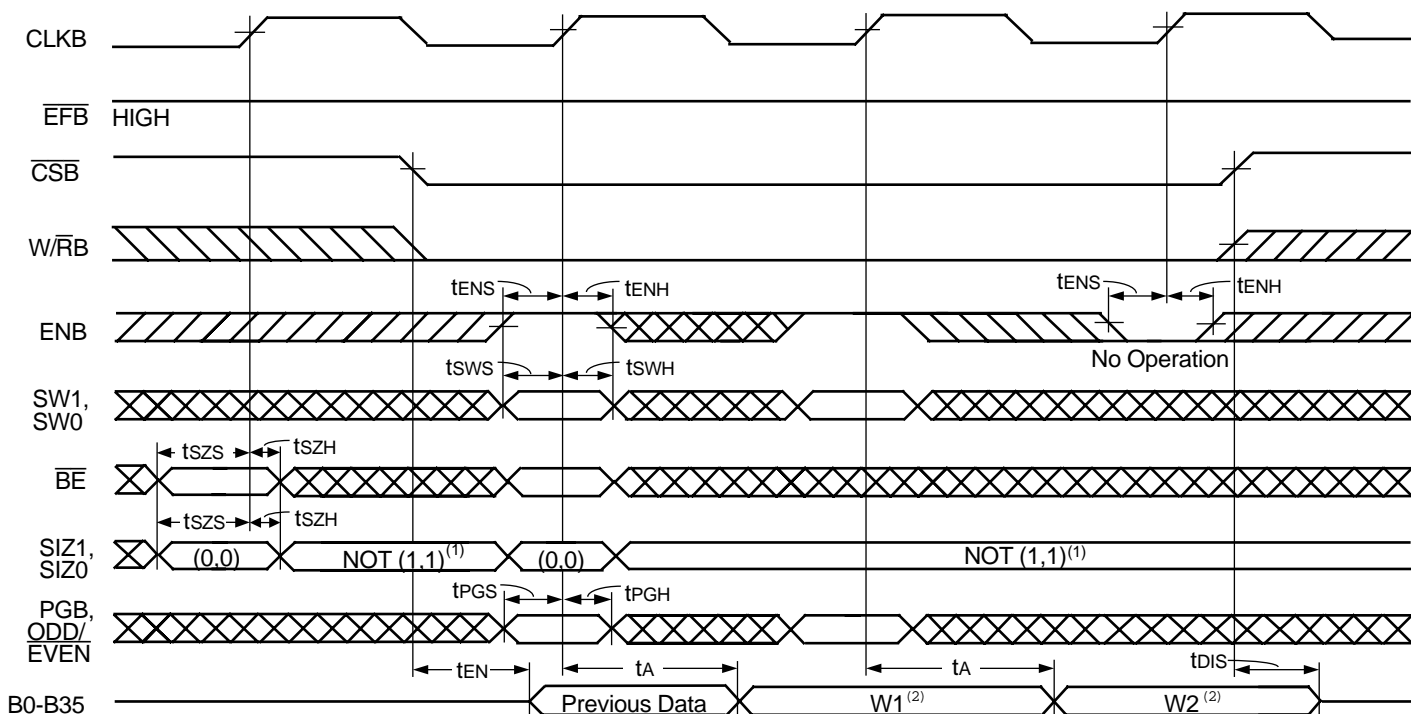 CLKB
EFB HIGH
CSB
W/RB
tENS tENH tENS tENH
ENB
No Operation
tSWS tSWH
SW1,
SW0
tSZS tSZH
BE
tSZS tSZH
SIZ1,
SIZ0
(0,0) NOT (1,1)(1) (0,0) NOT (1,1)(1)
tPGS tPGH
PGB,
ODD/
EVEN
tEN tA tA tDIS
B0-B35 Previous Data W1(2) W2(2)